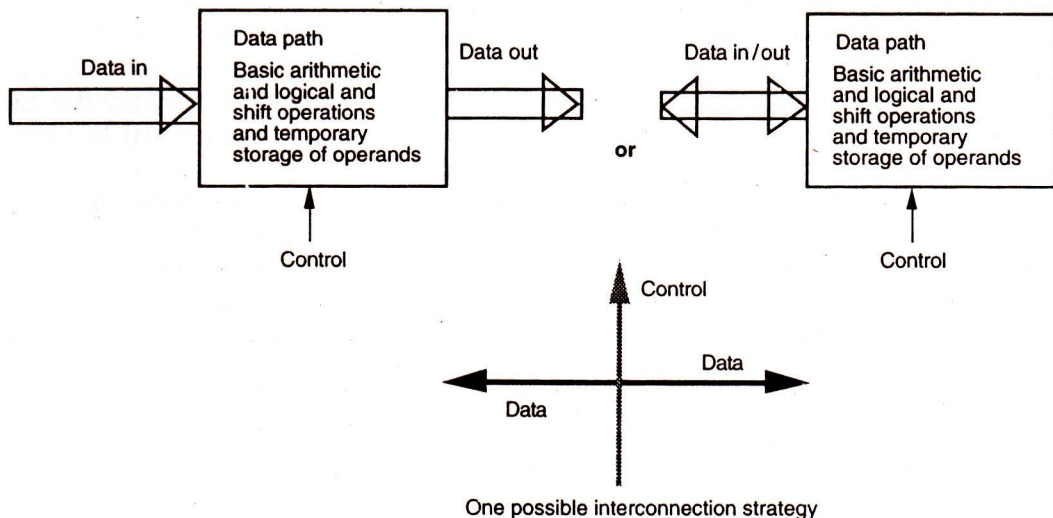 Data in
Data path
Basic arithmetic
and logical and
shift operations
and temporary
storage of operands
Data out
Control
or
Data in/out
Data path
Basic arithmetic
and logical and
shift operations
and temporary
storage of operands
Control
Control
Data
Data
One possible interconnection strategy